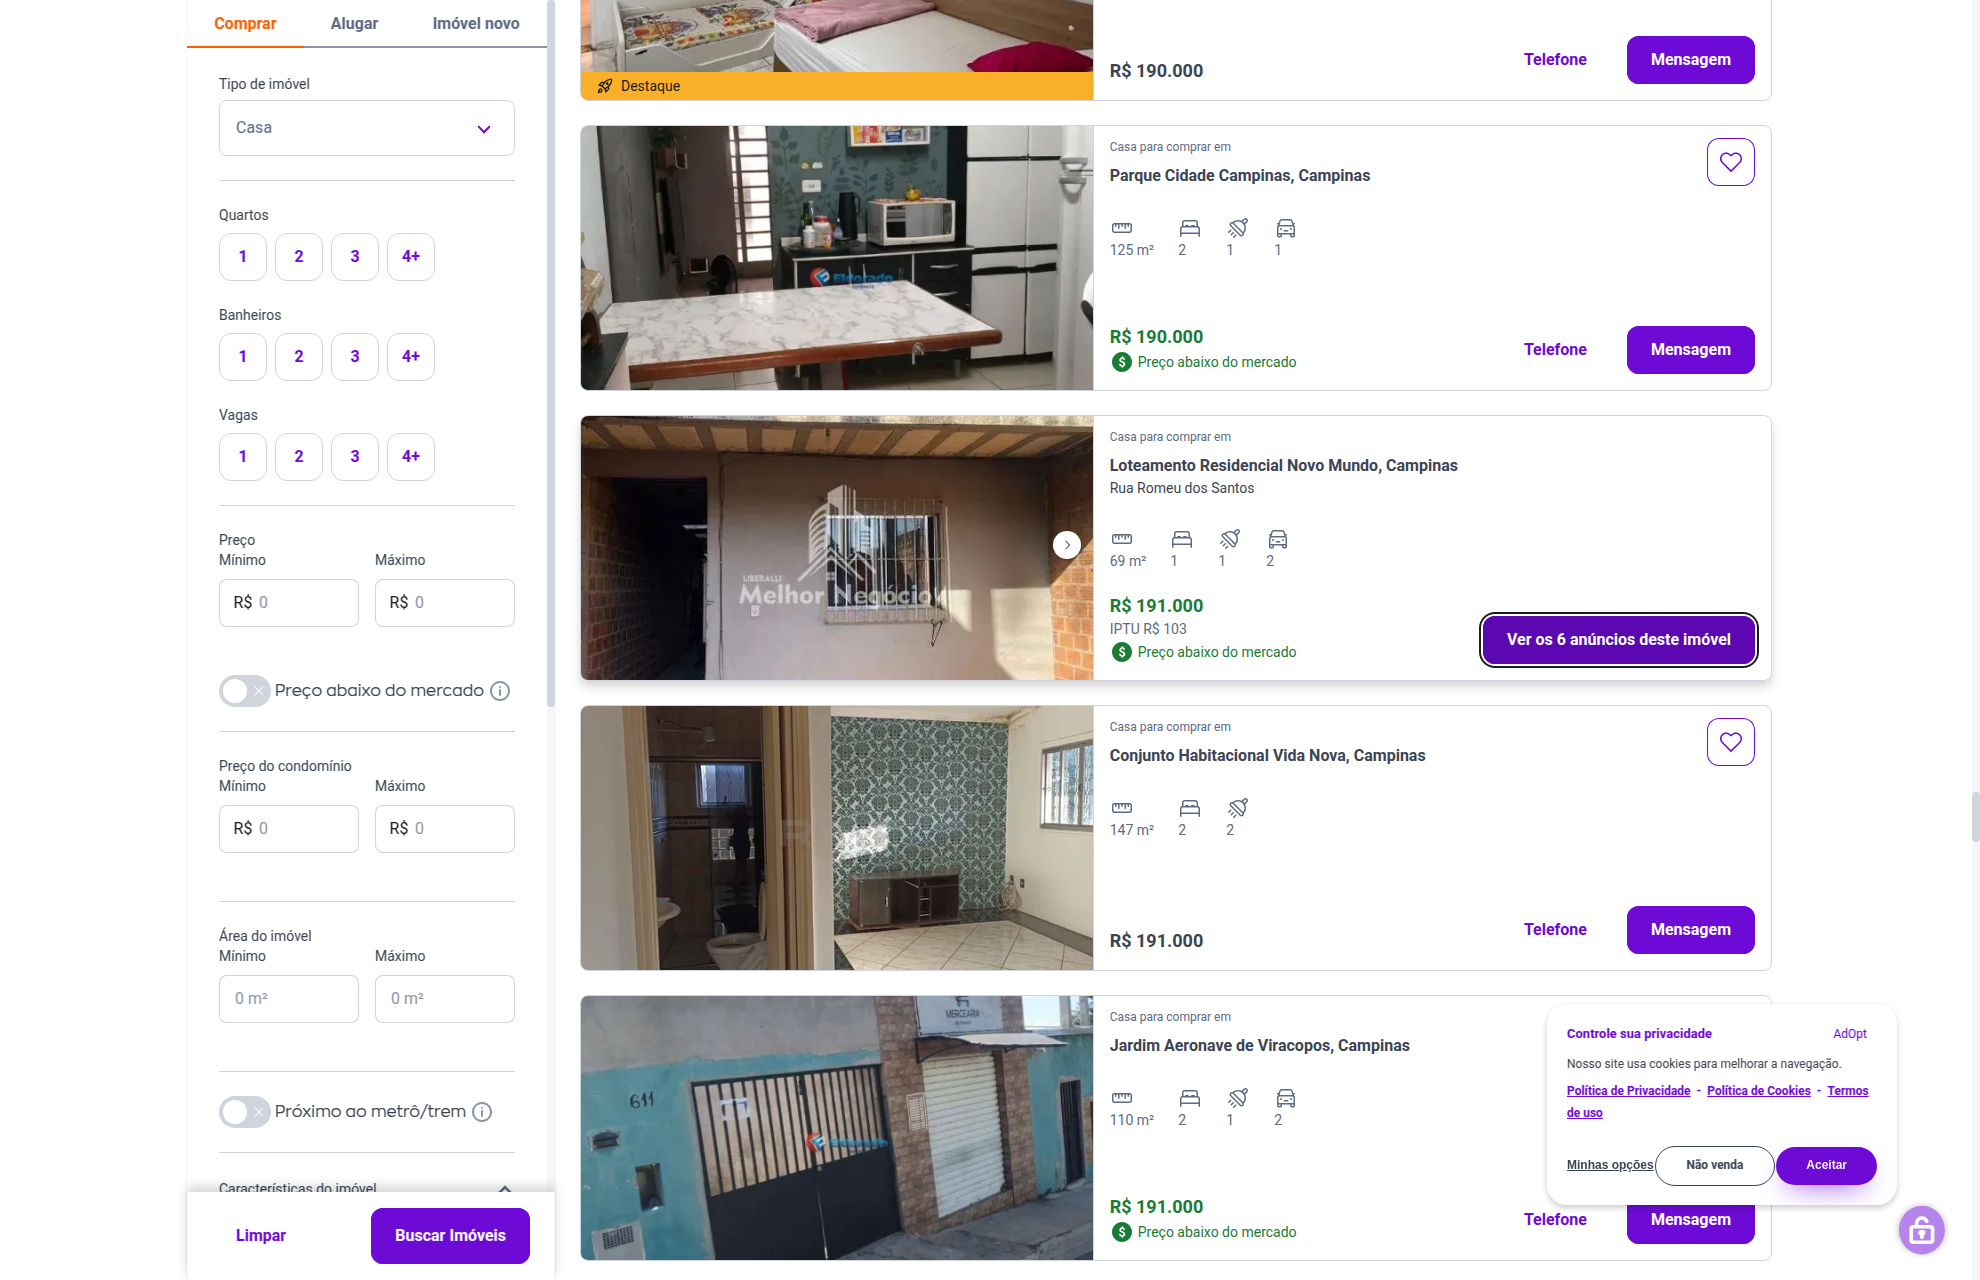 Comprar
Alugar
Imóvel novo
Tipo de imóvel
Casa
Quartos
1
2
3
4+
Banheiros
1
2
3
4+
Vagas
1
2
3
4+
Preço
Mínimo
Máximo
R$ 0
R$ 0
Preço abaixo do mercado
Preço do condomínio
Mínimo
Máximo
R$ 0
R$ 0
Área do imóvel
Mínimo
Máximo
0 m²
0 m²
Próximo ao metrô/trem
Características do imóvel
Limpar
Buscar Imóveis
Destaque
R$ 190.000
Telefone
Mensagem
Eldorado
Casa para comprar em
Parque Cidade Campinas, Campinas
125 m²
2
1
1
R$ 190.000
Preço abaixo do mercado
Telefone
Mensagem
LIBERALLI
Melhor Negócio
Casa para comprar em
Loteamento Residencial Novo Mundo, Campinas
Rua Romeu dos Santos
69 m²
1
1
2
R$ 191.000
IPTU R$ 103
Preço abaixo do mercado
Ver os 6 anúncios deste imóvel
Casa para comprar em
Conjunto Habitacional Vida Nova, Campinas
147 m²
2
2
R$ 191.000
Telefone
Mensagem
MERCEARIA
611
Casa para comprar em
Jardim Aeronave de Viracopos, Campinas
110 m²
2
1
2
R$ 191.000
Preço abaixo do mercado
Telefone
Mensagem
Controle sua privacidade
AdOpt
Nosso site usa cookies para melhorar a navegação.
Política de Privacidade - Política de Cookies - Termos
de uso
Minhas opções
Não venda
Aceitar